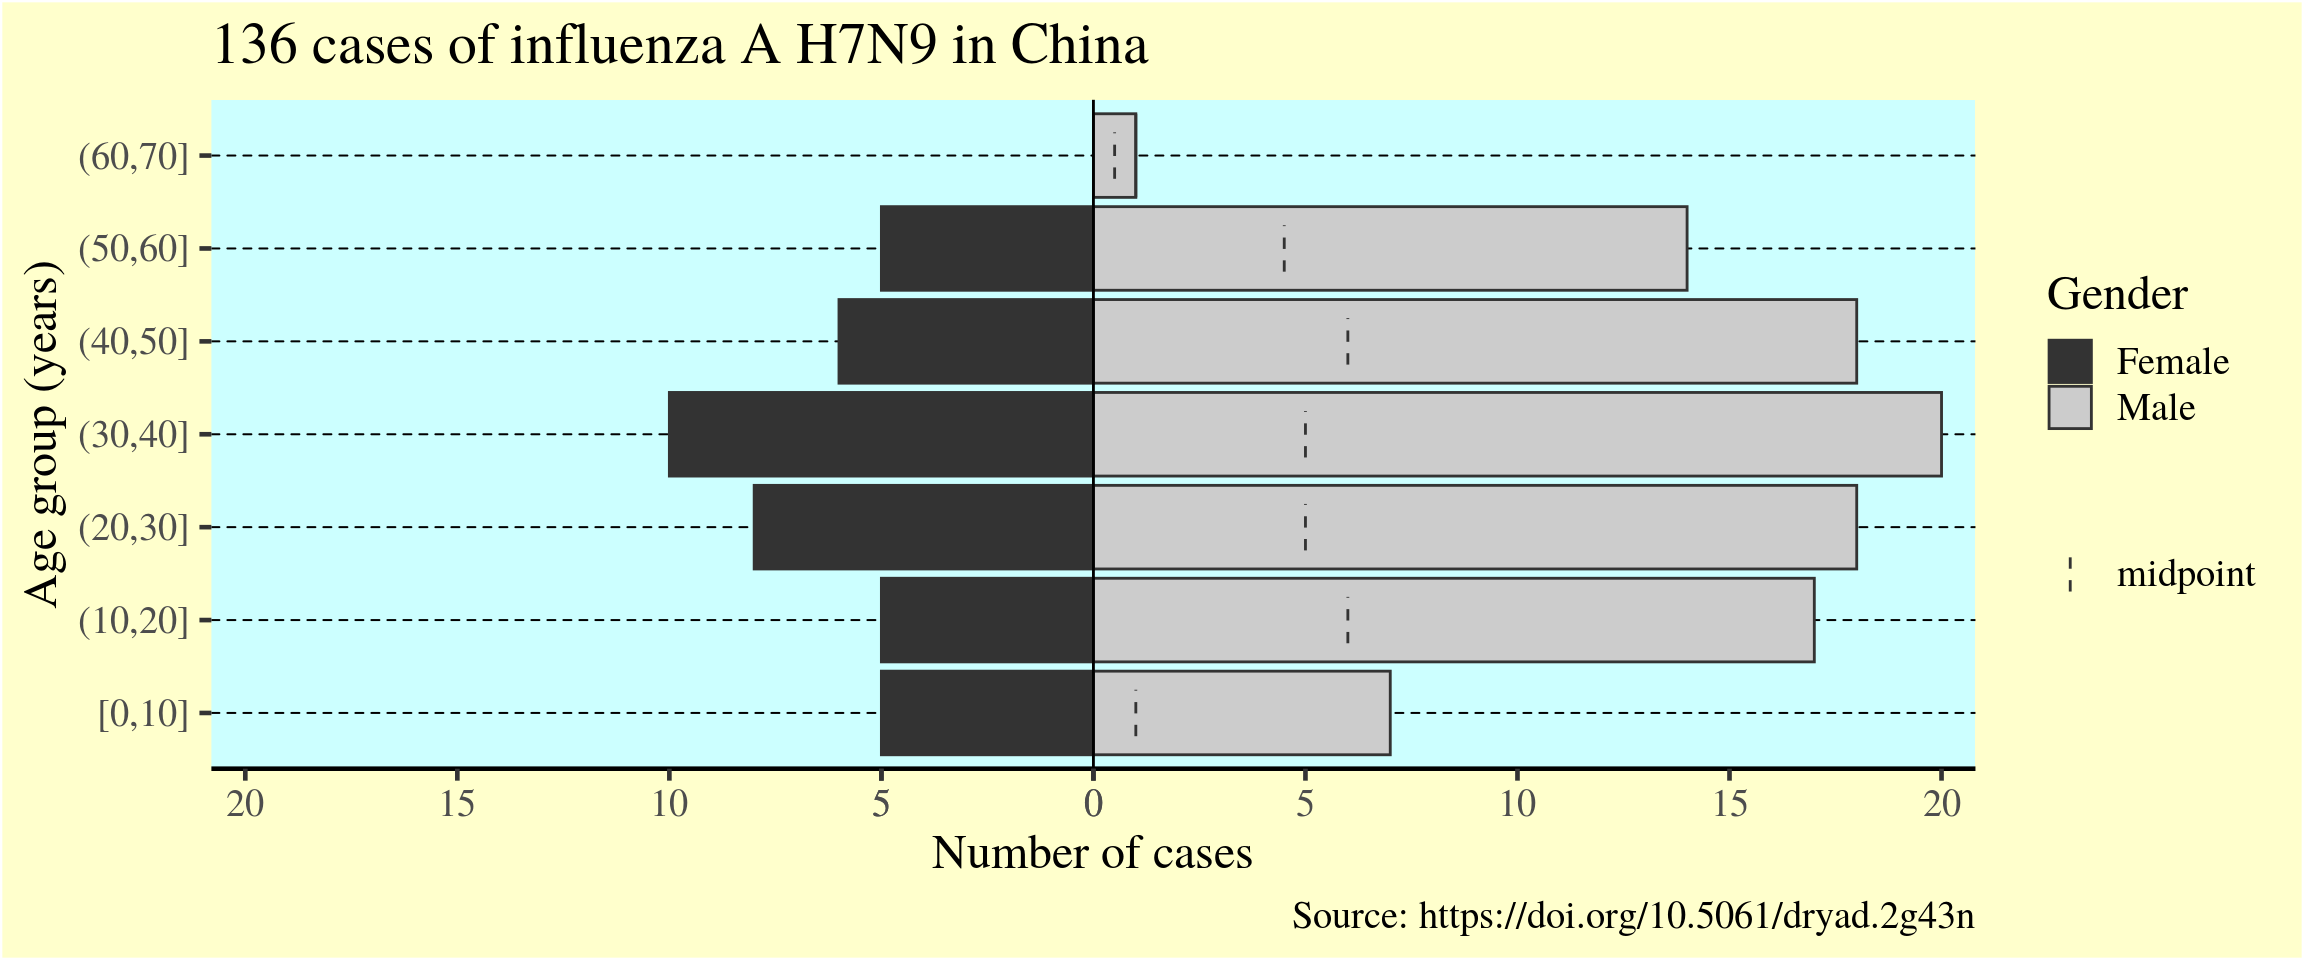 136 cases of influenza A H7N9 in China
Age group (years)
(60,70]
(50,60]
(40,50]
(30,40]
(20,30]
(10,20]
[0,10]
20 15 10 5 0 5 10 15 20
Number of cases
Gender
Female
Male
midpoint
Source: https://doi.org/10.5061/dryad.2g43n